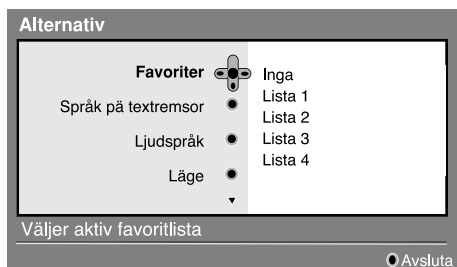 Alternativ
Favoriter
Språk på textremsor
Ljudspråk
Läge
Inga
Lista 1
Lista 2
Lista 3
Lista 4
Väljer aktiv favoritlista
Avsluta